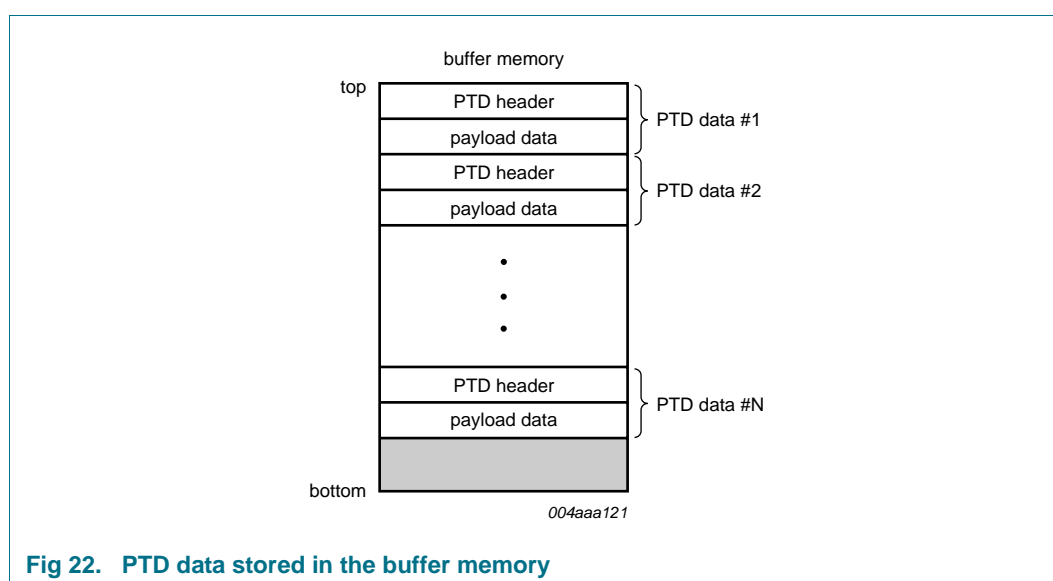 buffer memory
top
PTD header
PTD data #1
payload data
PTD header
PTD data #2
payload data
PTD header
PTD data #N
payload data
bottom
004aaa121
Fig 22. PTD data stored in the buffer memory